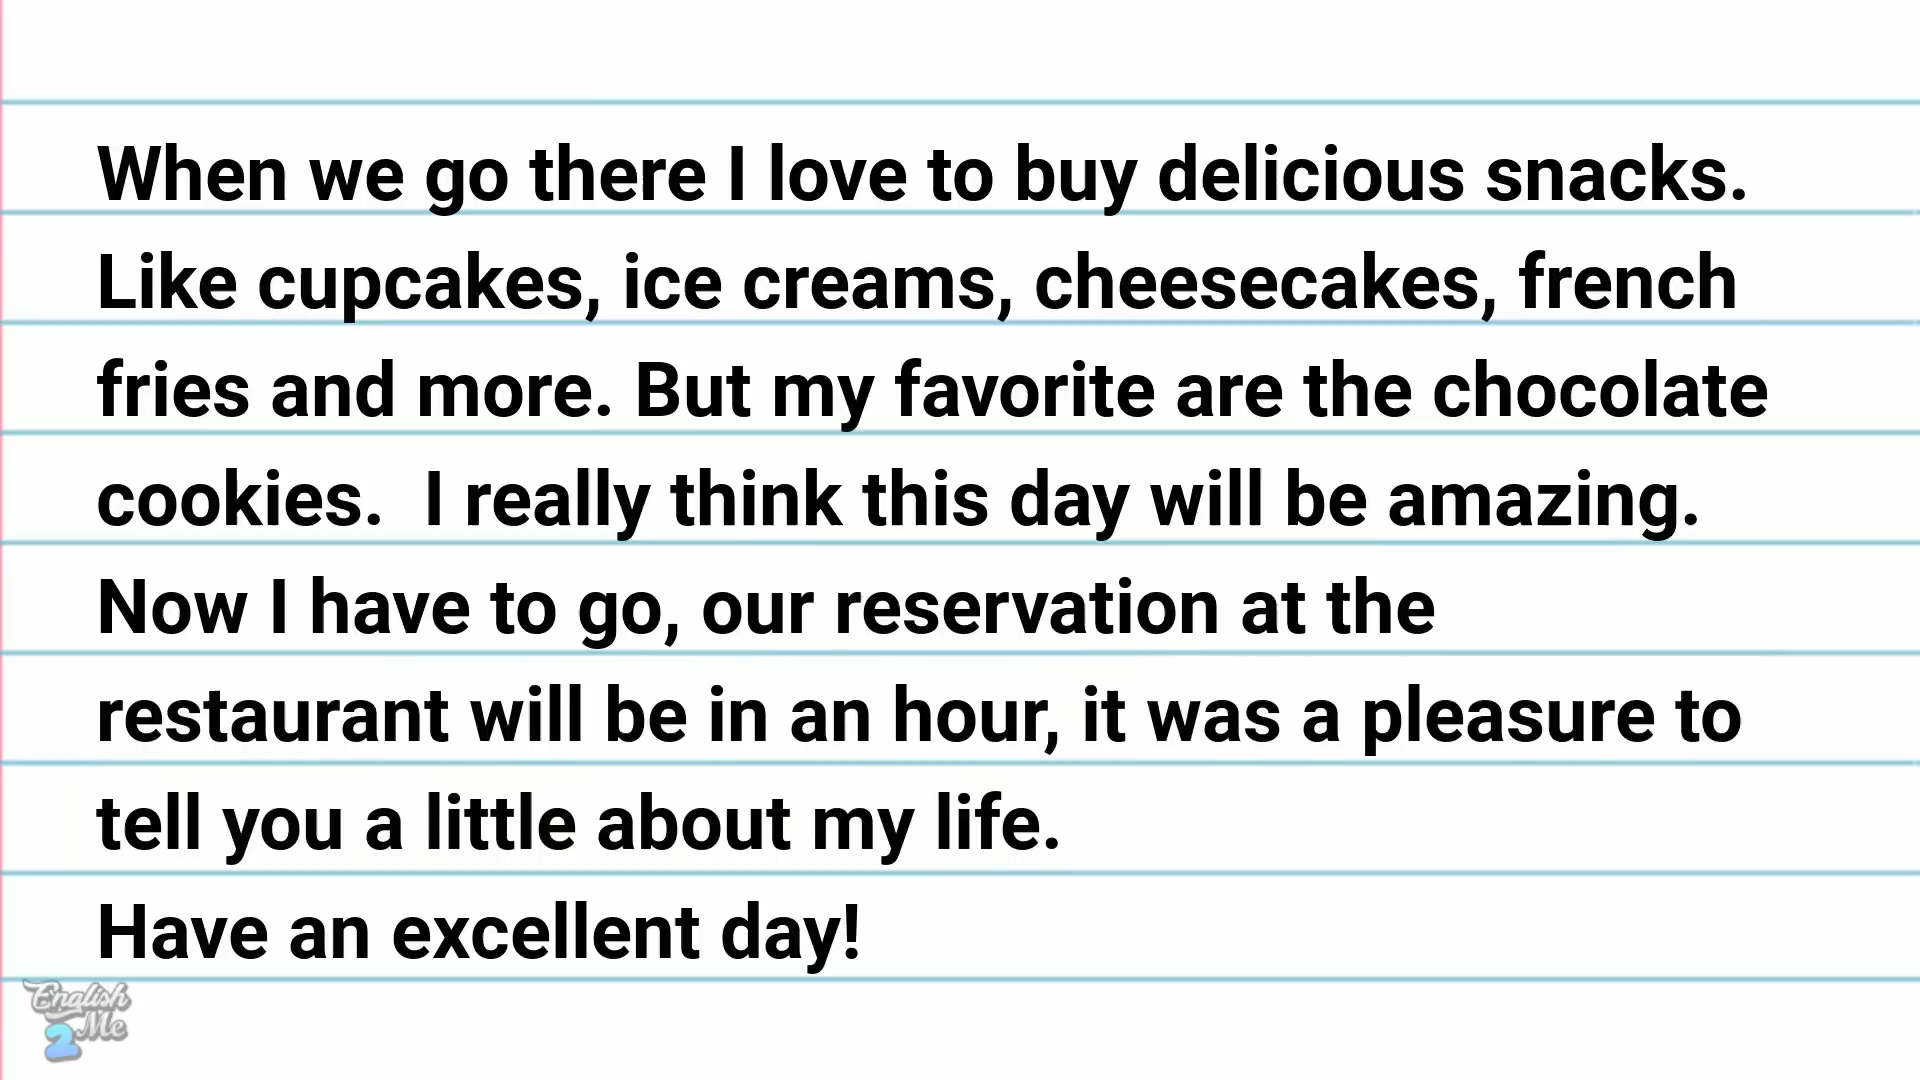 When we go there I love to buy delicious snacks.
Like cupcakes, ice creams, cheesecakes, french
fries and more. But my favorite are the chocolate
cookies.  I really think this day will be amazing.
Now I have to go, our reservation at the
restaurant will be in an hour, it was a pleasure to
tell you a little about my life.
Have an excellent day!
English
2 Me